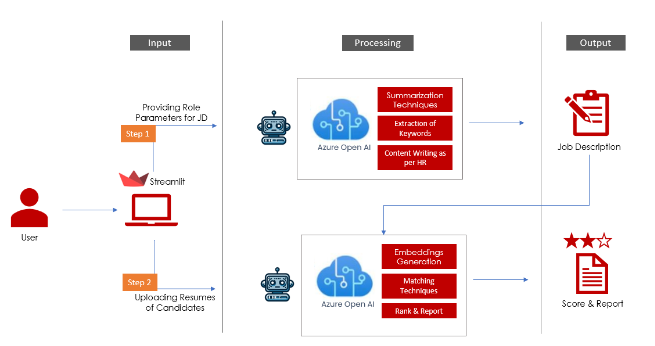 Input
Processing
Output
Providing Role
Parameters for JD
Step 1
Streamlit
User
Step 2
Uploading Resumes
of Candidates
Azure Open AI
Summarization
Techniques
Extraction of
Keywords
Content Writing as
per HR
Job Description
Azure Open AI
Embeddings
Generation
Matching
Techniques
Rank & Report
Score & Report